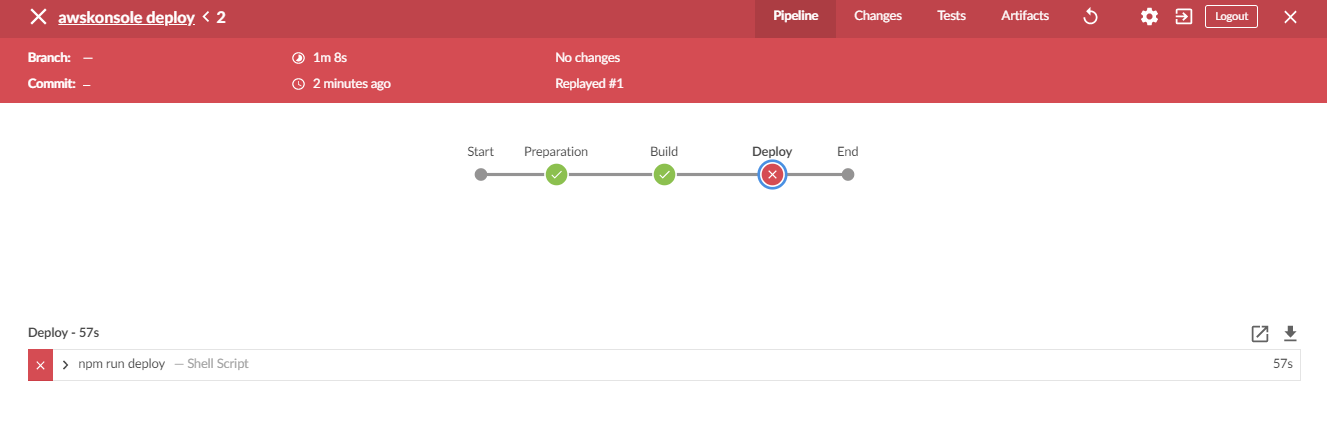 awskonsole deploy < 2 Pipeline Changes Tests Artifacts Logout
Branch: — 1m 8s No changes
Commit: — 2 minutes ago Replayed #1
Start Preparation Build Deploy End
Deploy - 57s
npm run deploy — Shell Script 57s